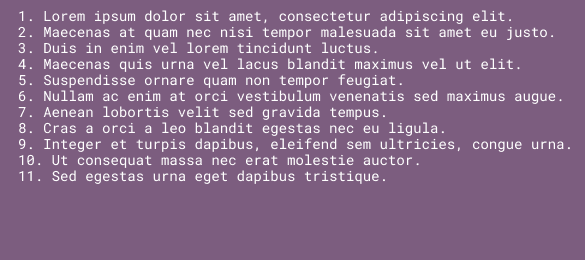 1. Lorem ipsum dolor sit amet, consectetur adipiscing elit.
2. Maecenas at quam nec nisi tempor malesuada sit amet eu justo.
3. Duis in enim vel lorem tincidunt luctus.
4. Maecenas quis urna vel lacus blandit maximus vel ut elit.
5. Suspendisse ornare quam non tempor feugiat.
6. Nullam ac enim at orci vestibulum venenatis sed maximus augue.
7. Aenean lobortis velit sed gravida tempus.
8. Cras a orci a leo blandit egestas nec eu ligula.
9. Integer et turpis dapibus, eleifend sem ultricies, congue urna.
10. Ut consequat massa nec erat molestie auctor.
11. Sed egestas urna eget dapibus tristique.